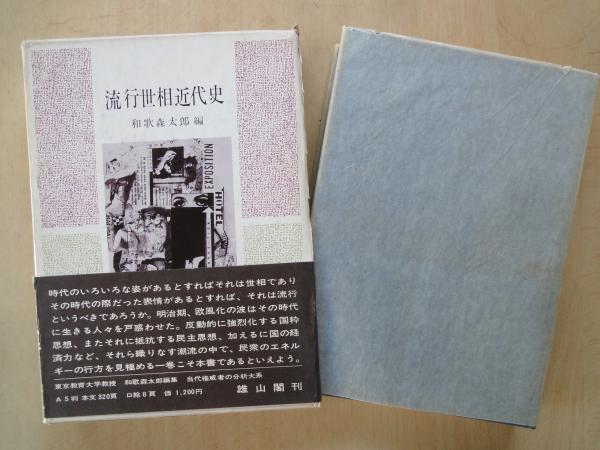 流行世相近代史
和歌森太郎編
EXPOSITION
HOTEL
時代のいろいろな姿があるとすればそれは世相であり
その時代の際だった表情があるとすれば、それは流行
というべきであろうか。明治期、欧風化の波はその時代
に生きる人々を戸惑わせた。反動的に強烈化する国粋
思想、またそれに抵抗する民主思想、加えるに国の経
済力など、それら織りなす潮流の中で、民衆のエネル
ギーの行方を見極める一巻こそ本書であるといえよう。
東京教育大学教授 和歌森太郎編集 当代権威者の分析大系
A5判 本文320頁 口絵8頁 価1,200円
雄山閣刊